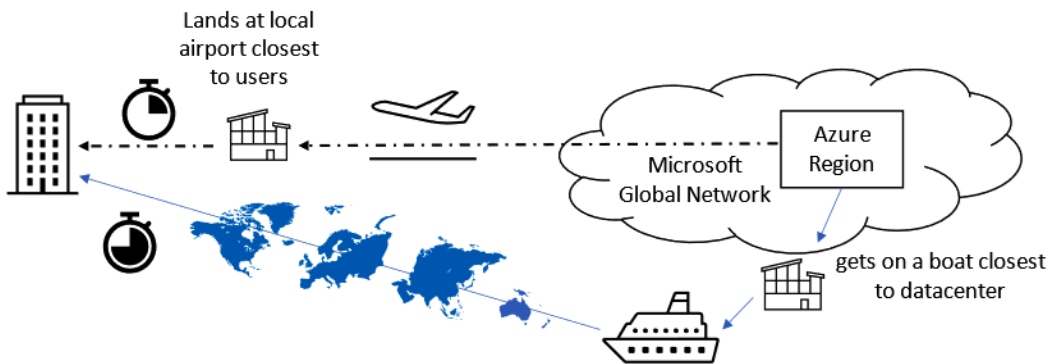 Lands at local
airport closest
to users
Microsoft
Global Network
Azure
Region
gets on a boat closest
to datacenter